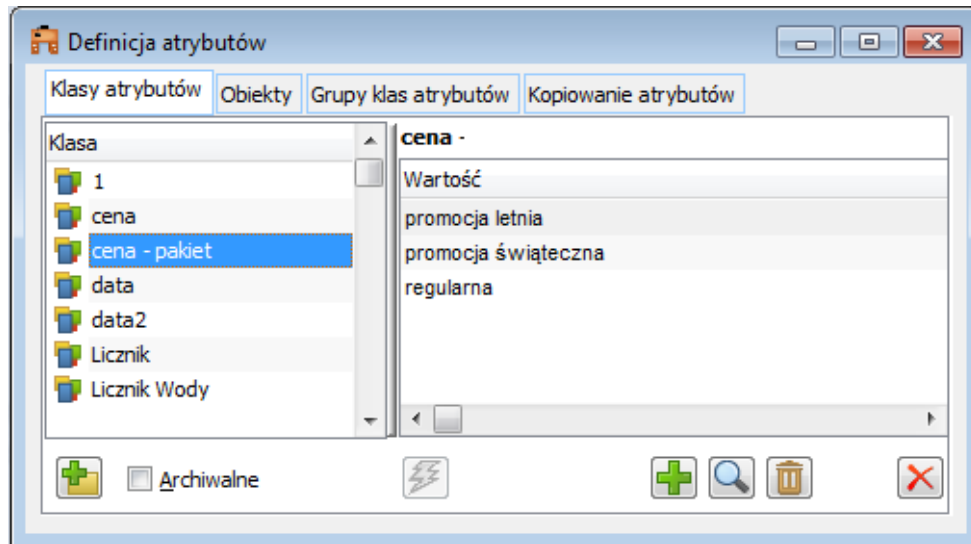 Definicja atrybutów
Klasy atrybutów Obiekty Grupy klas atrybutów Kopiowanie atrybutów
Klasa
1
cena
cena - pakiet
data
data2
Licznik
Licznik Wody
cena -
Wartość
promocja letnia
promocja świąteczna
regularna
Archiwalne